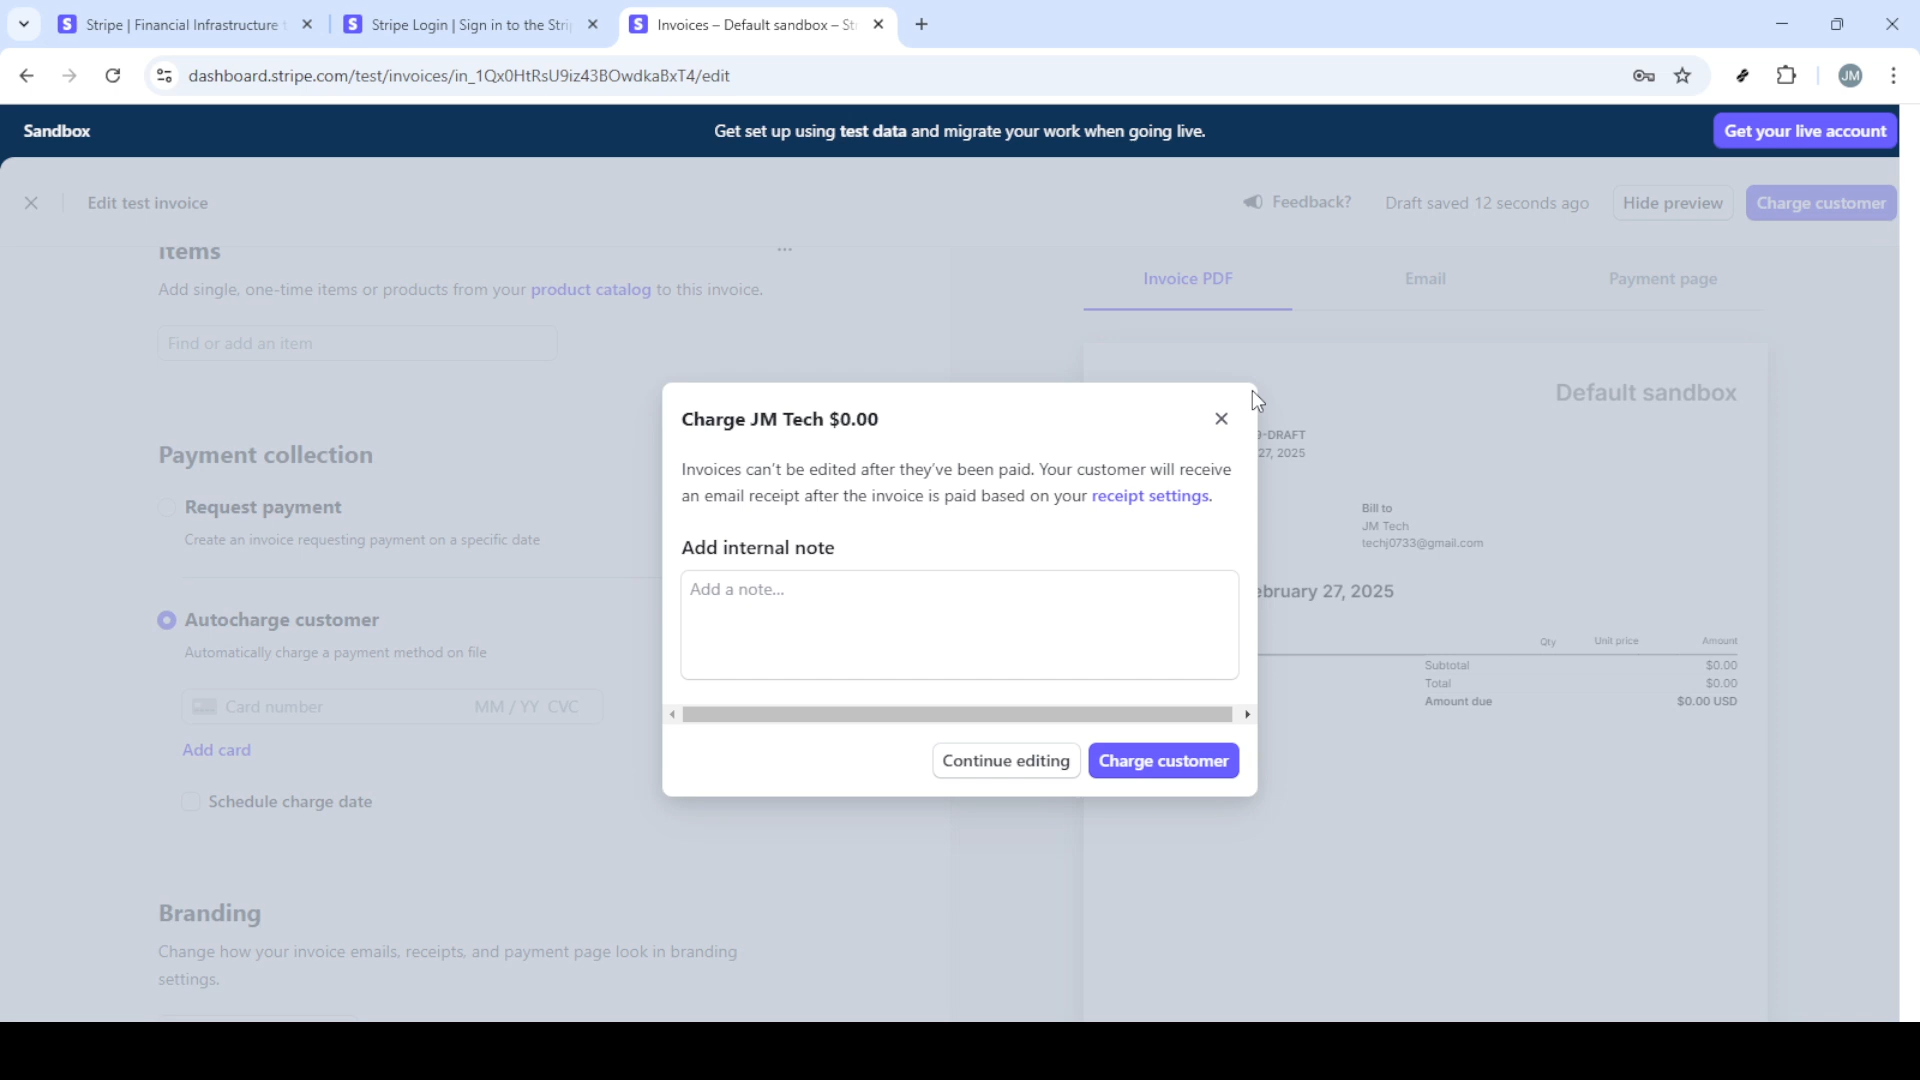 Stripe | Financial Infrastructure
Stripe Login | Sign in to the Stri
Invoices – Default sandbox – St
dashboard.stripe.com/test/invoices/in_1Qx0HtRsU9iz43BOwdkaBxT4/edit
JM
Sandbox
Get set up using test data and migrate your work when going live.
Get your live account
Edit test invoice
Feedback?
Draft saved 12 seconds ago
Hide preview
Charge customer
Items
Add single, one-time items or products from your product catalog to this invoice.
Find or add an item
Payment collection
Request payment
Create an invoice requesting payment on a specific date
Autocharge customer
Automatically charge a payment method on file
Card number MM / YY CVC
Add card
Schedule charge date
Branding
Change how your invoice emails, receipts, and payment page look in branding
settings.
Charge JM Tech $0.00
Invoices can't be edited after they've been paid. Your customer will receive
an email receipt after the invoice is paid based on your receipt settings.
Add internal note
Add a note...
Continue editing
Charge customer
Invoice PDF
Email
Payment page
Default sandbox
-DRAFT
27, 2025
Bill to
JM Tech
techj0733@gmail.com
ebruary 27, 2025
Qty Unit price Amount
Subtotal $0.00
Total $0.00
Amount due $0.00 USD